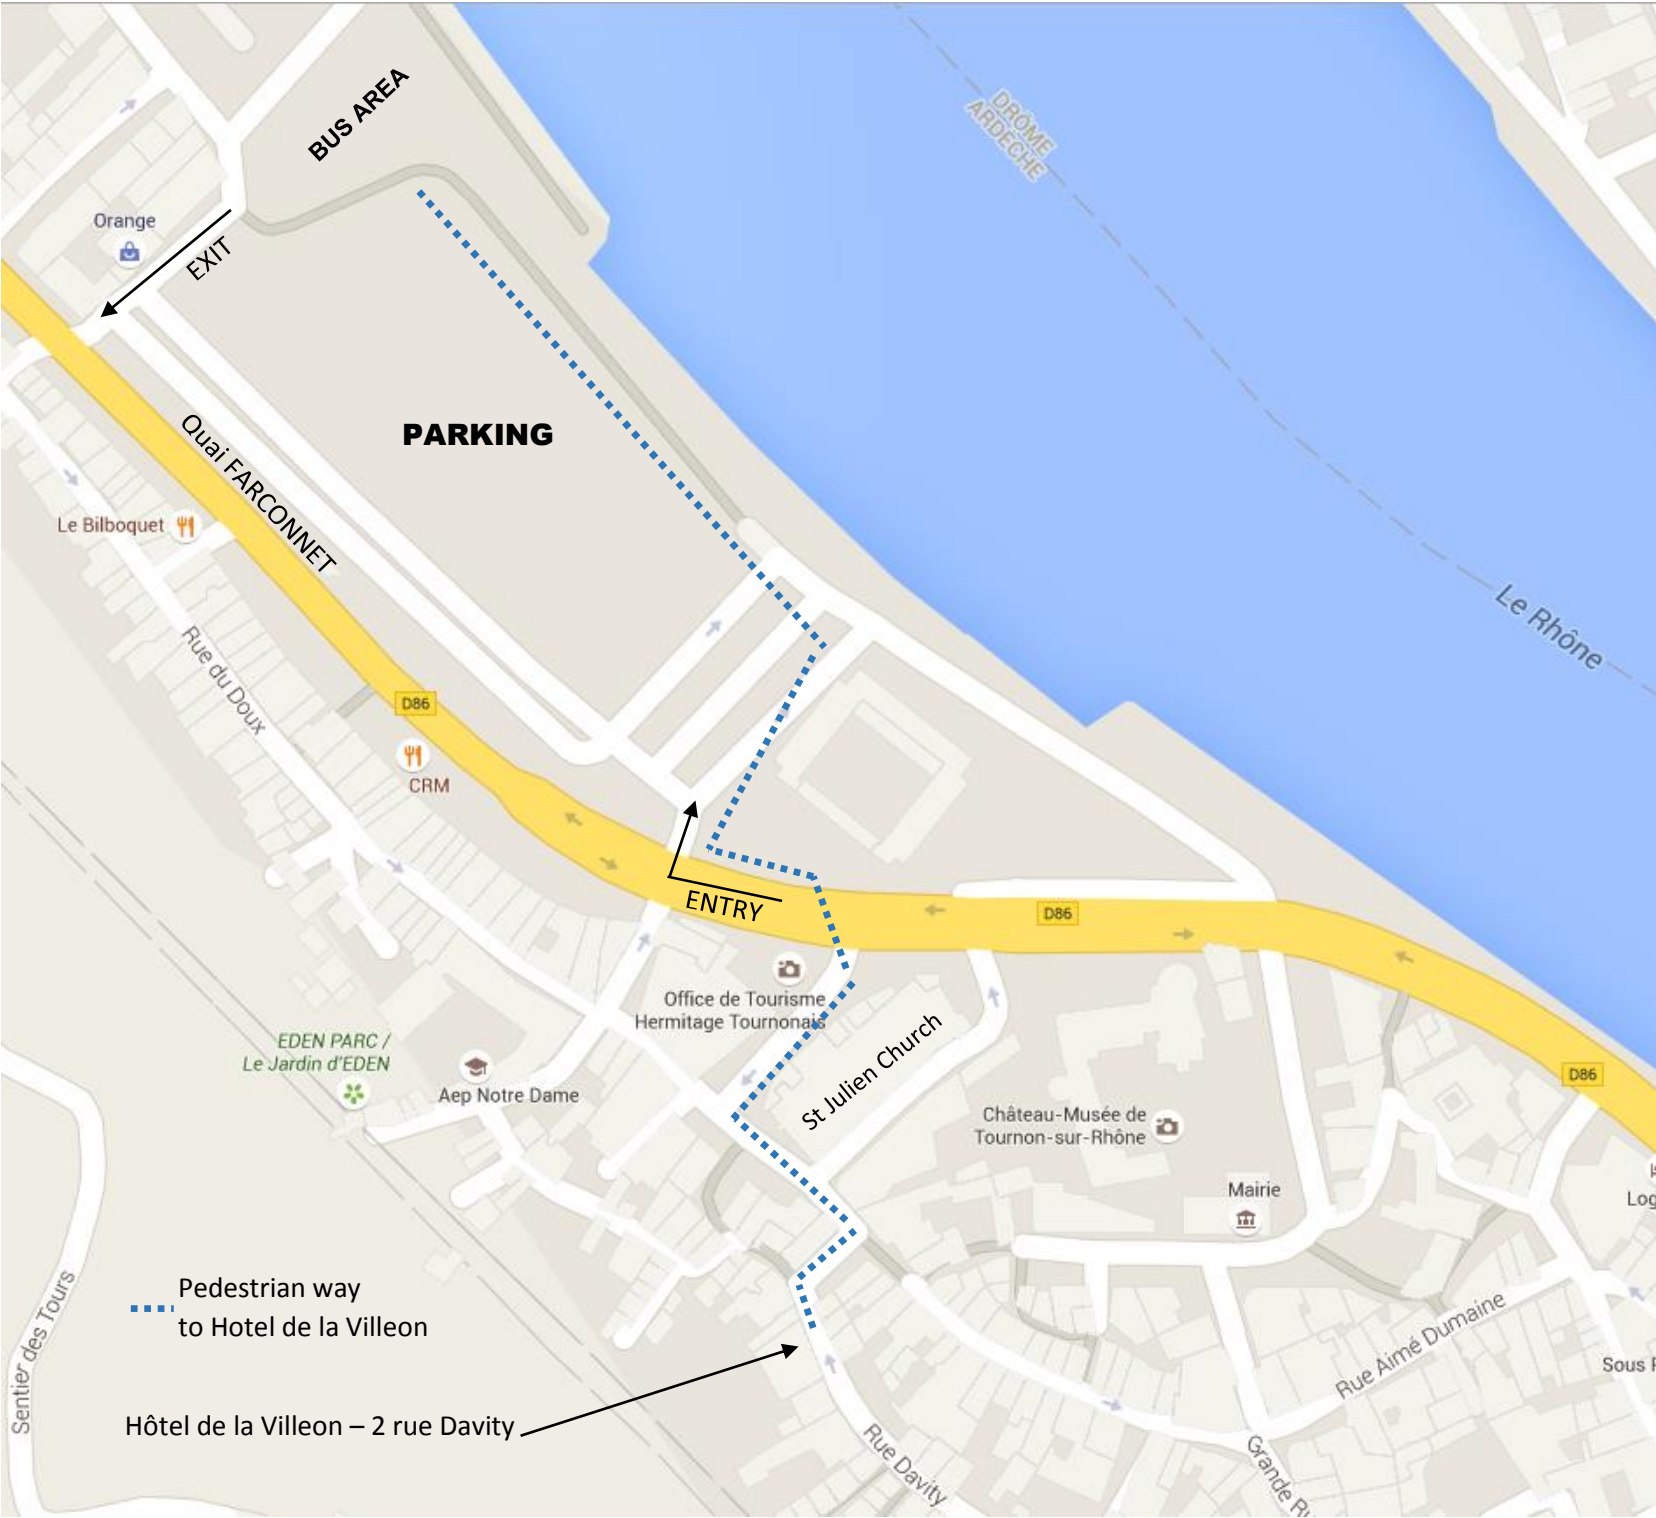 BUS AREA
DRÔME
ARDÈCHE
Orange
EXIT
PARKING
Quai FARCONNET
Le Bilboquet
Le Rhône
Rue du Doux
D86
CRM
ENTRY
D86
Office de Tourisme
Hermitage Tournonais
St Julien Church
EDEN PARC /
Le Jardin d'EDEN
Aep Notre Dame
D86
Château-Musée de
Tournon-sur-Rhône
Mairie
Log
Pedestrian way
to Hotel de la Villeon
Sentier des Tours
Rue Aimé Dumaine
Sous
Hôtel de la Villeon – 2 rue Davity
Rue Davity
Grande